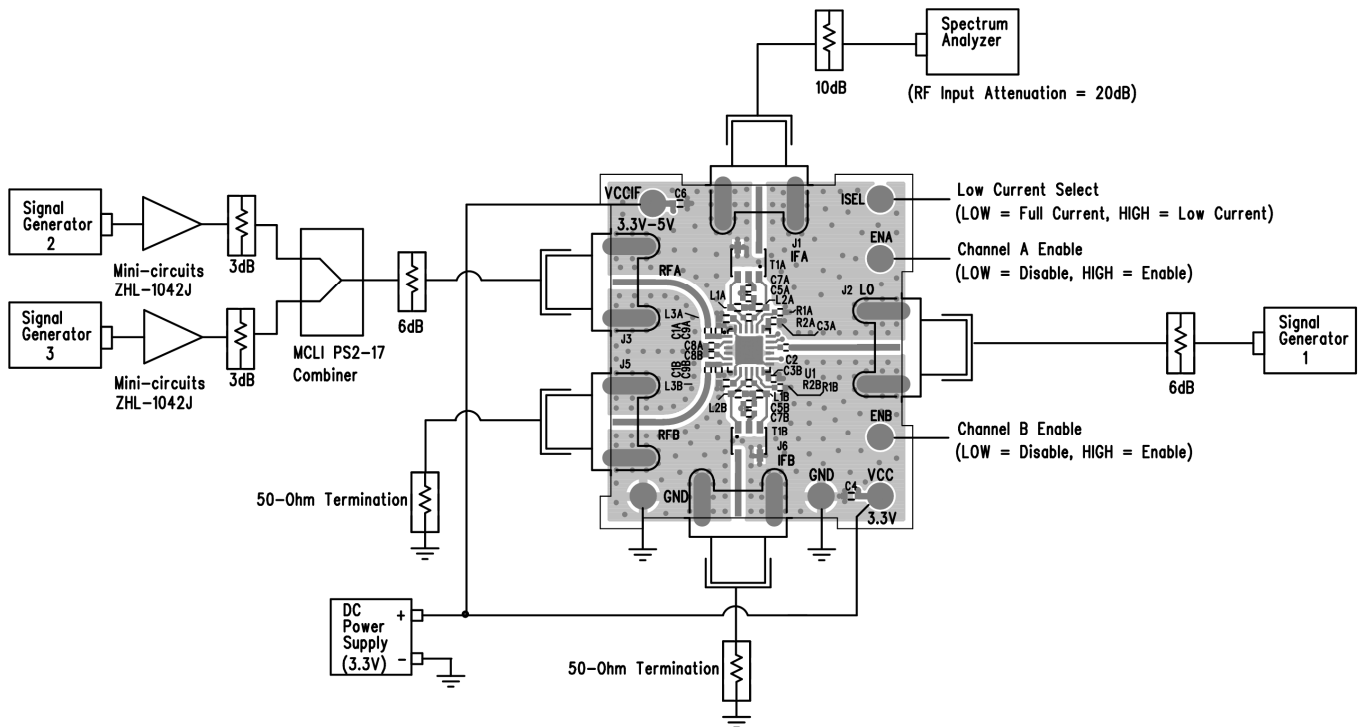 Spectrum
Analyzer
10dB
(RF Input Attenuation = 20dB)
Signal
Generator
2
Mini-circuits
ZHL-1042J
3dB
Signal
Generator
3
Mini-circuits
ZHL-1042J
3dB
MCLI PS2-17
Combiner
6dB
VCCIF
C6
3.3V-5V
ISEL
Low Current Select
(LOW = Full Current, HIGH = Low Current)
ENA
Channel A Enable
(LOW = Disable, HIGH = Enable)
J1
IFA
T1A
RFA
C7A
C5A
L1A
L2A
L3A
R1A
R2A
C3A
J2 LO
C1A
C9A
J3
C8A
C8B
C2
J5
C1B
C9B
C3B
U1
L3B
R2B
R1B
L2B
L1B
C5B
C7B
RFB
T1B
J6
IFB
ENB
Channel B Enable
(LOW = Disable, HIGH = Enable)
Signal
Generator
1
6dB
GND
GND
C4
VCC
3.3V
50-Ohm Termination
DC
Power
Supply
(3.3V)
+
-
50-Ohm Termination